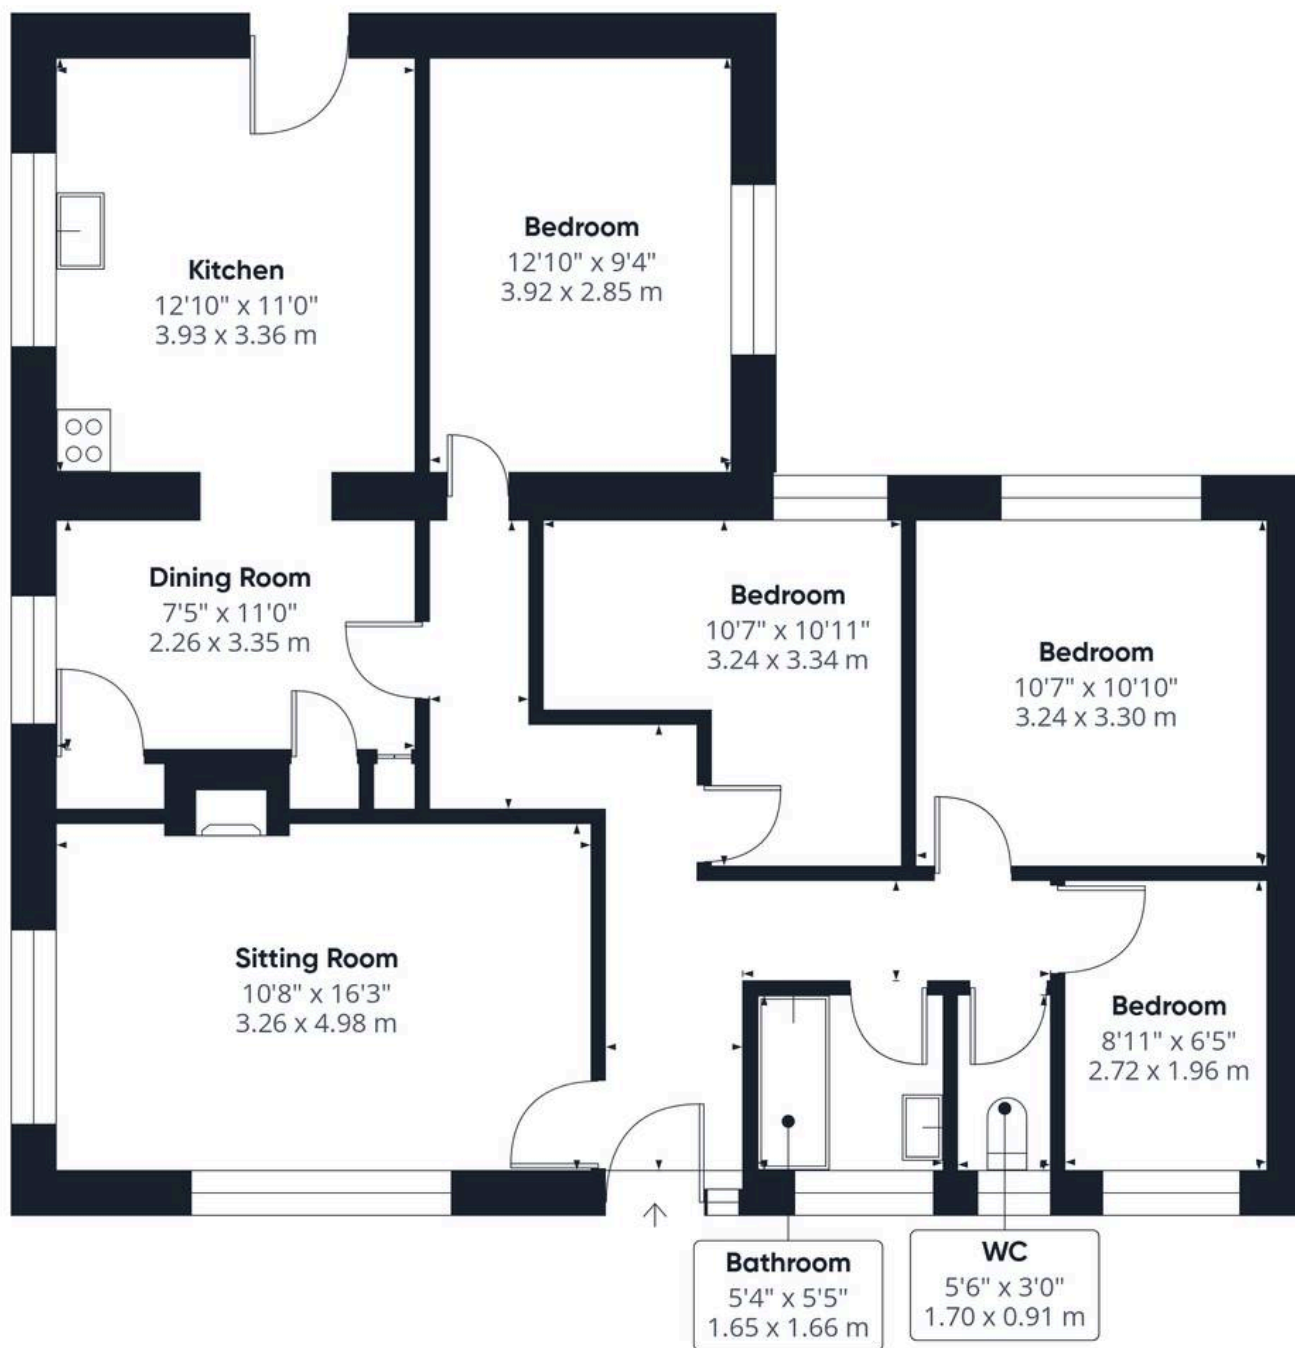 Kitchen
12'10" x 11'0"
3.93 x 3.36 m
Bedroom
12'10" x 9'4"
3.92 x 2.85 m
Dining Room
7'5" x 11'0"
2.26 x 3.35 m
Bedroom
10'7" x 10'11"
3.24 x 3.34 m
Bedroom
10'7" x 10'10"
3.24 x 3.30 m
Sitting Room
10'8" x 16'3"
3.26 x 4.98 m
Bedroom
8'11" x 6'5"
2.72 x 1.96 m
Bathroom
5'4" x 5'5"
1.65 x 1.66 m
WC
5'6" x 3'0"
1.70 x 0.91 m